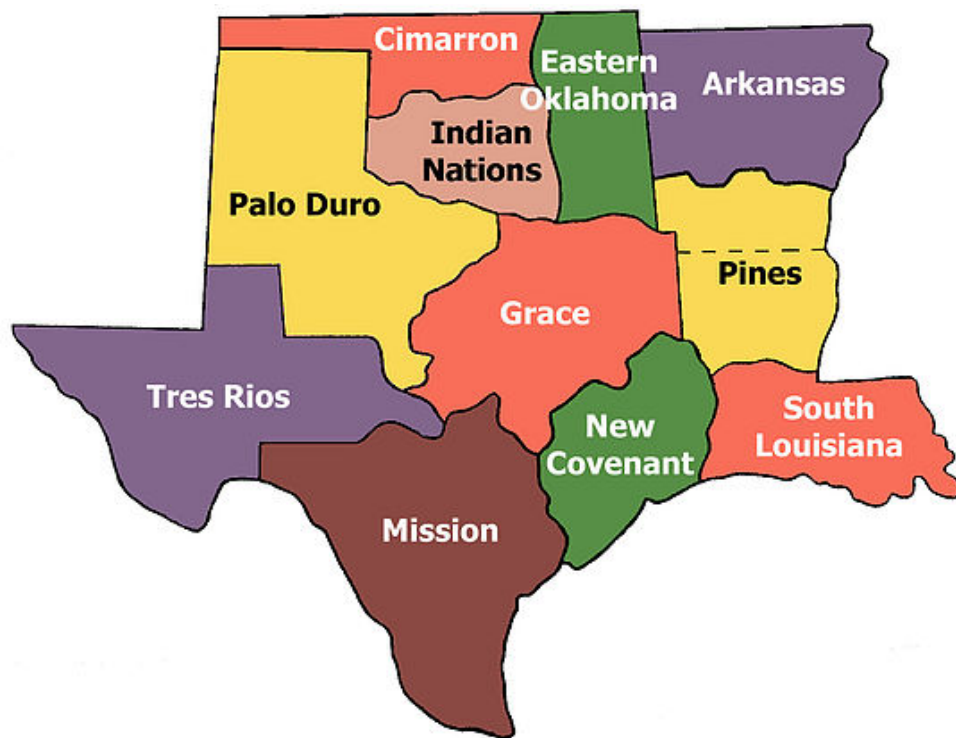 Cimarron
Eastern
Oklahoma
Arkansas
Indian
Nations
Palo Duro
Pines
Grace
Tres Rios
South
Louisiana
New
Covenant
Mission